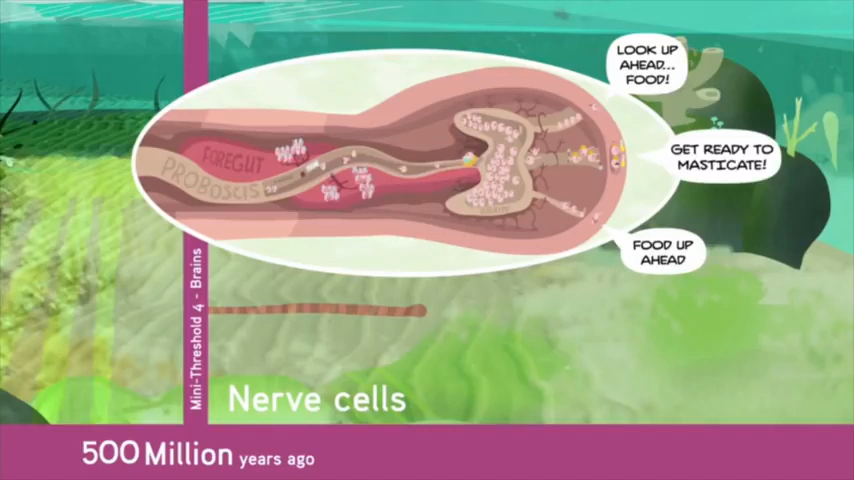 LOOK UP
AHEAD...
FOOD!
GET READY TO
MASTICATE!
FOOD UP
AHEAD
FOREGUT
PROBOSCIS
Mini-Threshold 4 - Brains
Nerve cells
500 Million years ago